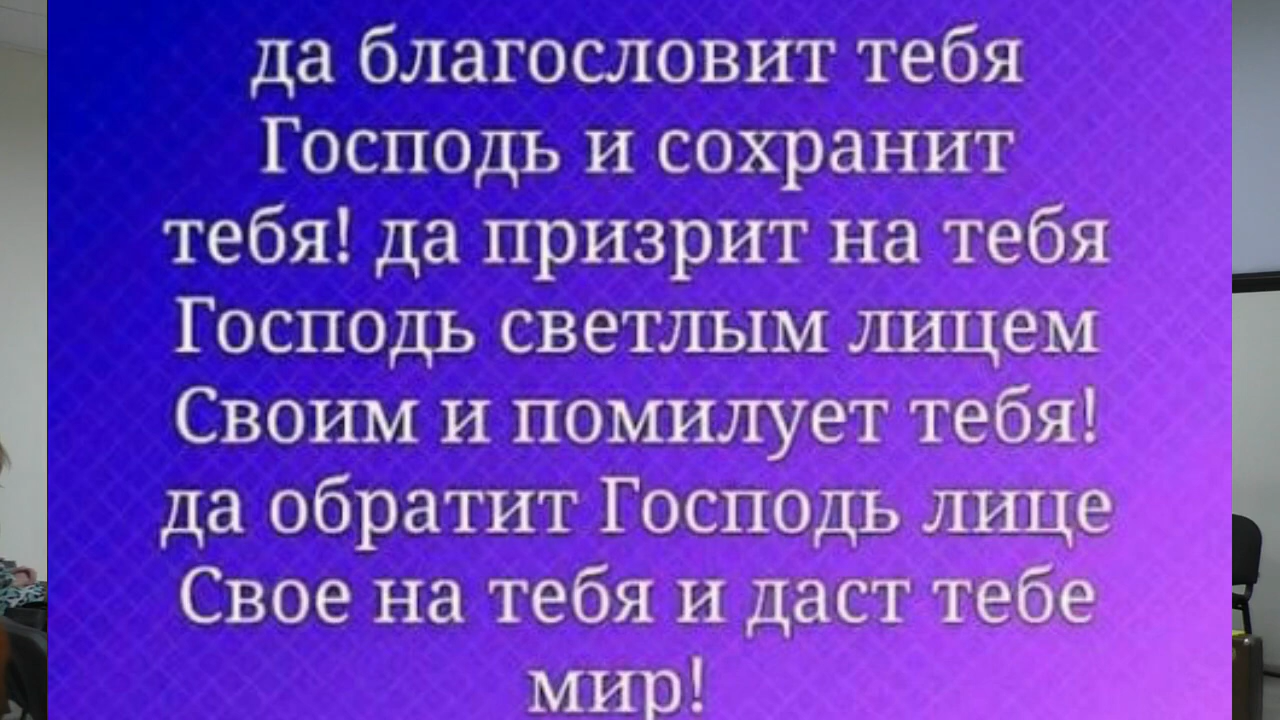 да благословит тебя
Господь и сохранит
тебя! да призрит на тебя
Господь светлым лицем
Своим и помилует тебя!
да обратит Господь лице
Свое на тебя и даст тебе
мир!